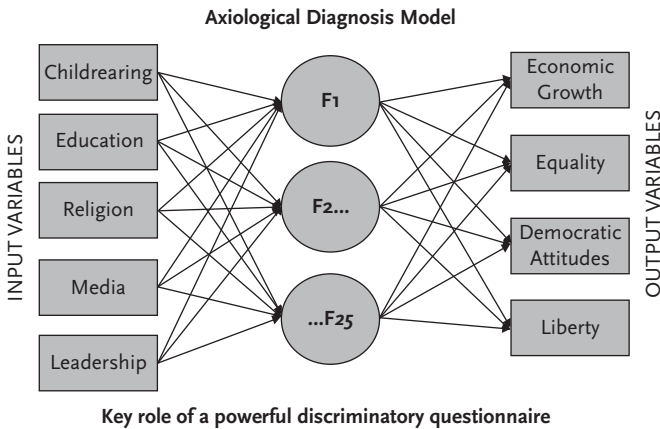 Axiological Diagnosis Model
INPUT VARIABLES
Childrearing
Education
Religion
Media
Leadership
F1
F2...
...F25
Economic
Growth
Equality
Democratic
Attitudes
Liberty
OUTPUT VARIABLES
Key role of a powerful discriminatory questionnaire